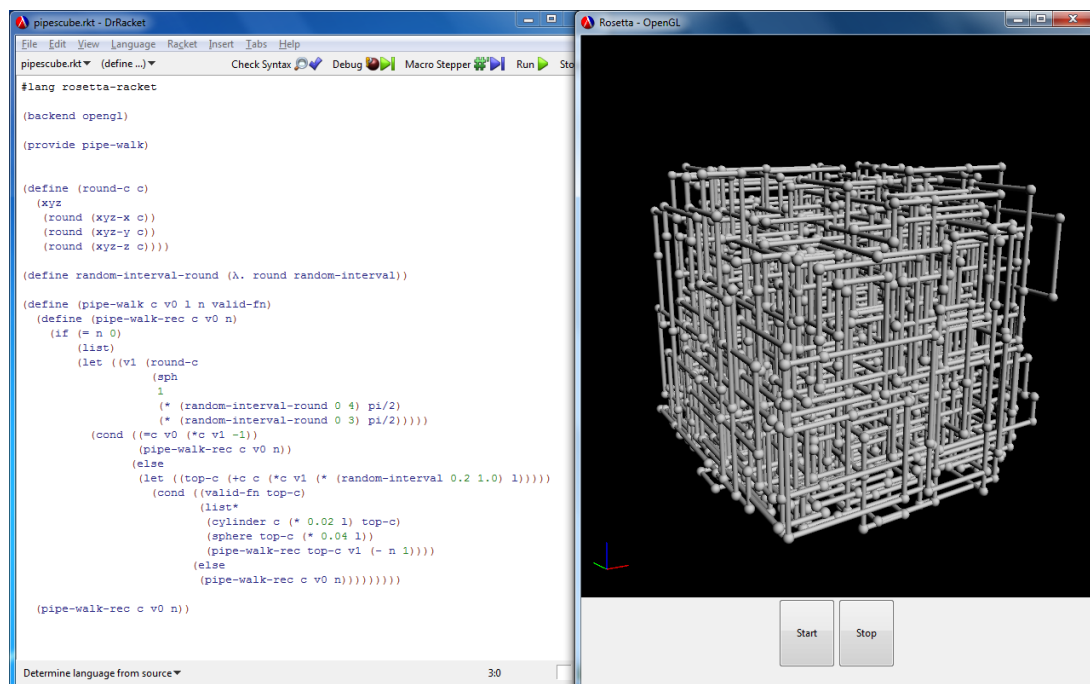 pipescube.rkt - DrRacket
File Edit View Language Racket Insert Tabs Help
pipescube.rkt (define ...) Check Syntax Debug Macro Stepper Run Sto
#lang rosetta-racket
(backend opengl)
(provide pipe-walk)
(define (round-c c)
  (xyz
   (round (xyz-x c))
   (round (xyz-y c))
   (round (xyz-z c))))
(define random-interval-round (λ. round random-interval))
(define (pipe-walk c v0 l n valid-fn)
  (define (pipe-walk-rec c v0 n)
    (if (= n 0)
        (list)
        (let ((v1 (round-c
                   (sph
                    1
                    (* (random-interval-round 0 4) pi/2)
                    (* (random-interval-round 0 3) pi/2)))))
          (cond ((=c v0 (*c v1 -1))
                 (pipe-walk-rec c v0 n))
                (else
                 (let ((top-c (+c c (*c v1 (* (random-interval 0.2 1.0) l)))))
                   (cond ((valid-fn top-c)
                          (list*
                           (cylinder c (* 0.02 l) top-c)
                           (sphere top-c (* 0.04 l))
                           (pipe-walk-rec top-c v1 (- n 1))))
                         (else
                          (pipe-walk-rec c v0 n)))))))))
  (pipe-walk-rec c v0 n))
Determine language from source 3:0
Rosetta - OpenGL
Start Stop